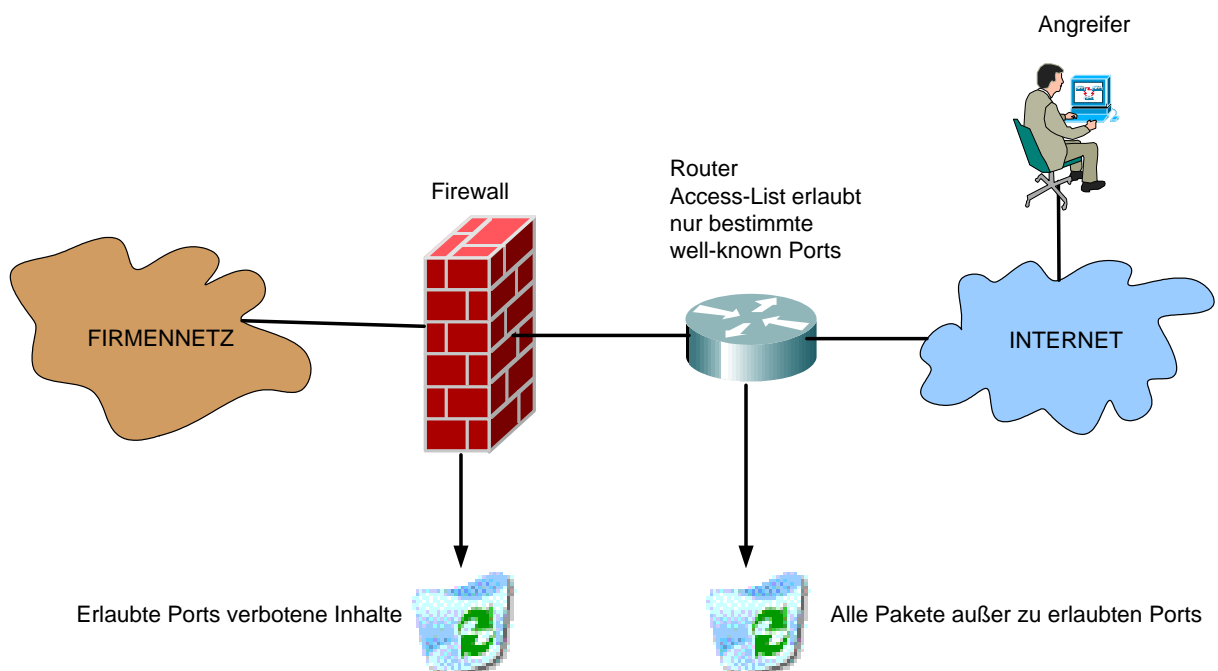 Angreifer
Router
Access-List erlaubt
nur bestimmte
well-known Ports
Firewall
FIRMENNETZ
INTERNET
Erlaubte Ports verbotene Inhalte
Alle Pakete außer zu erlaubten Ports